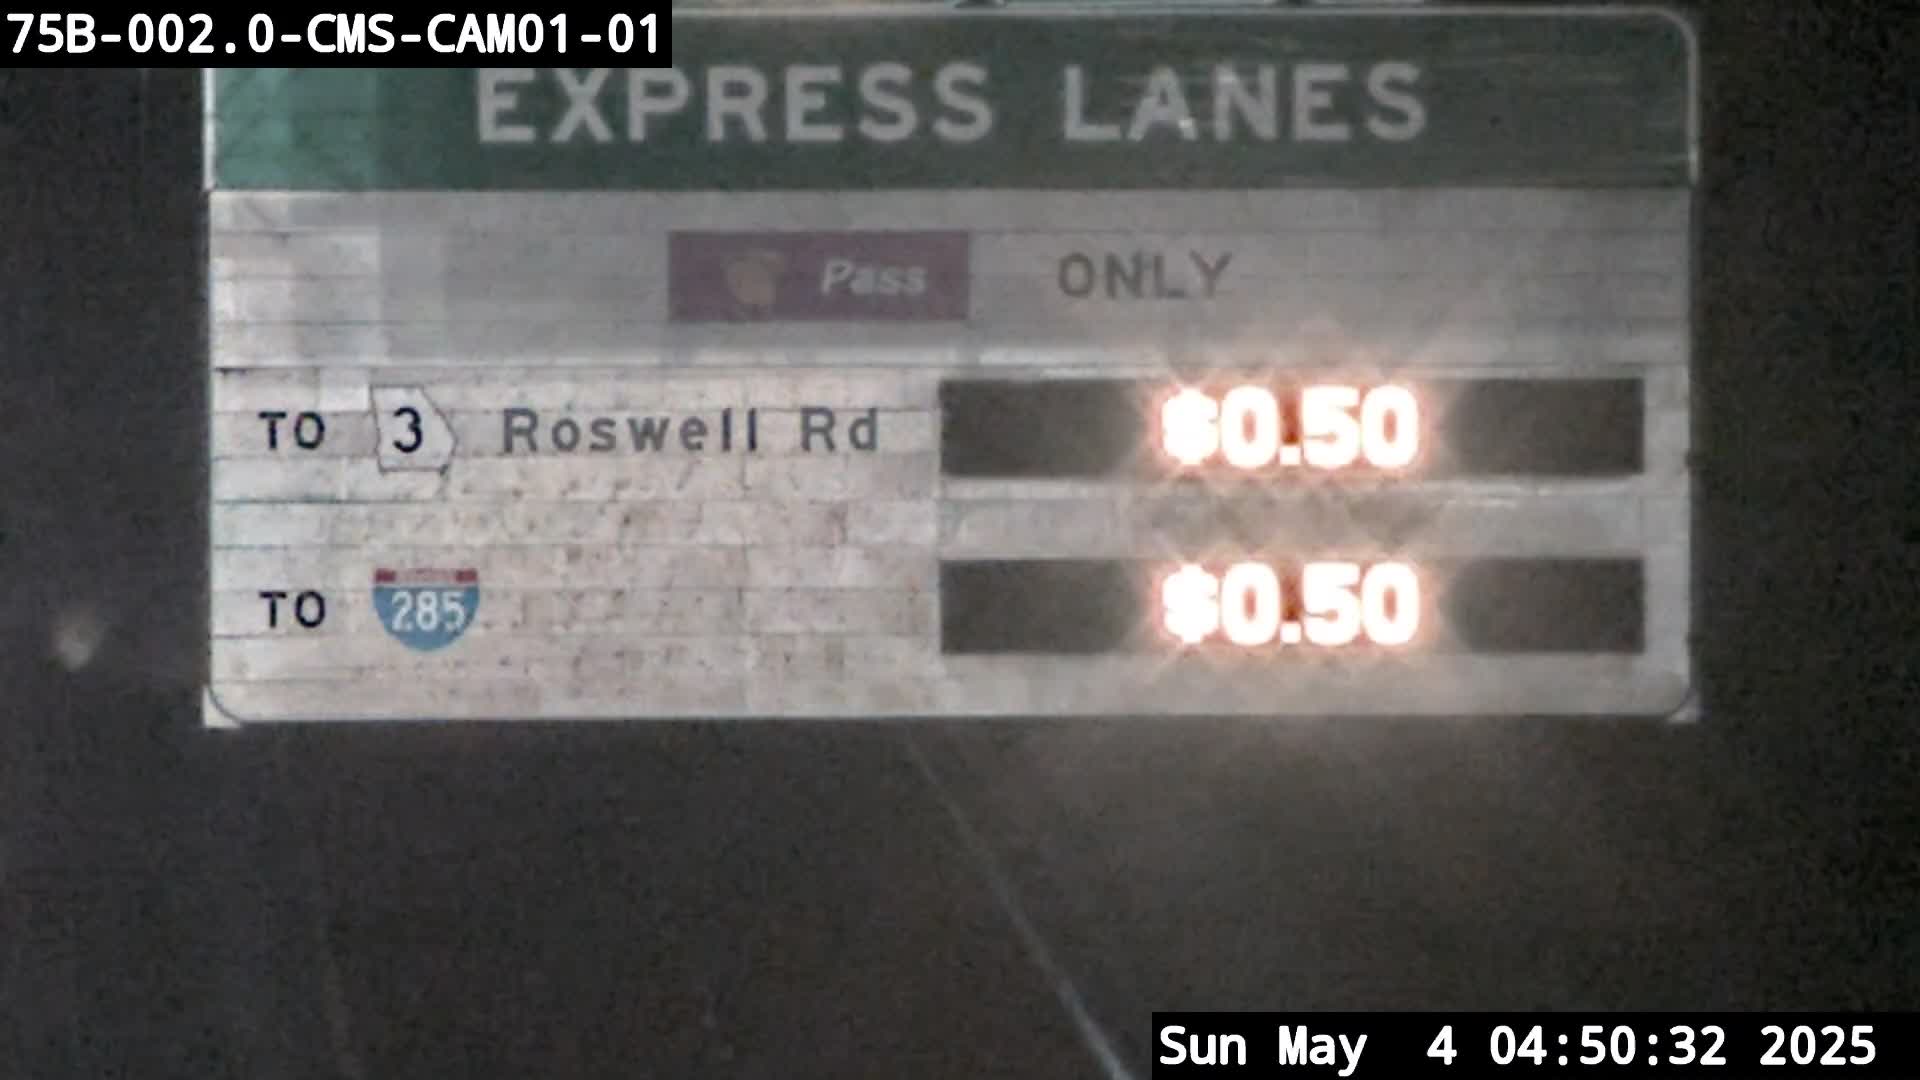 75B-002.0-CMS-CAM01-01
EXPRESS LANES
Pass ONLY
TO 3 Roswell Rd $0.50
TO 285 $0.50
Sun May 4 04:50:32 2025